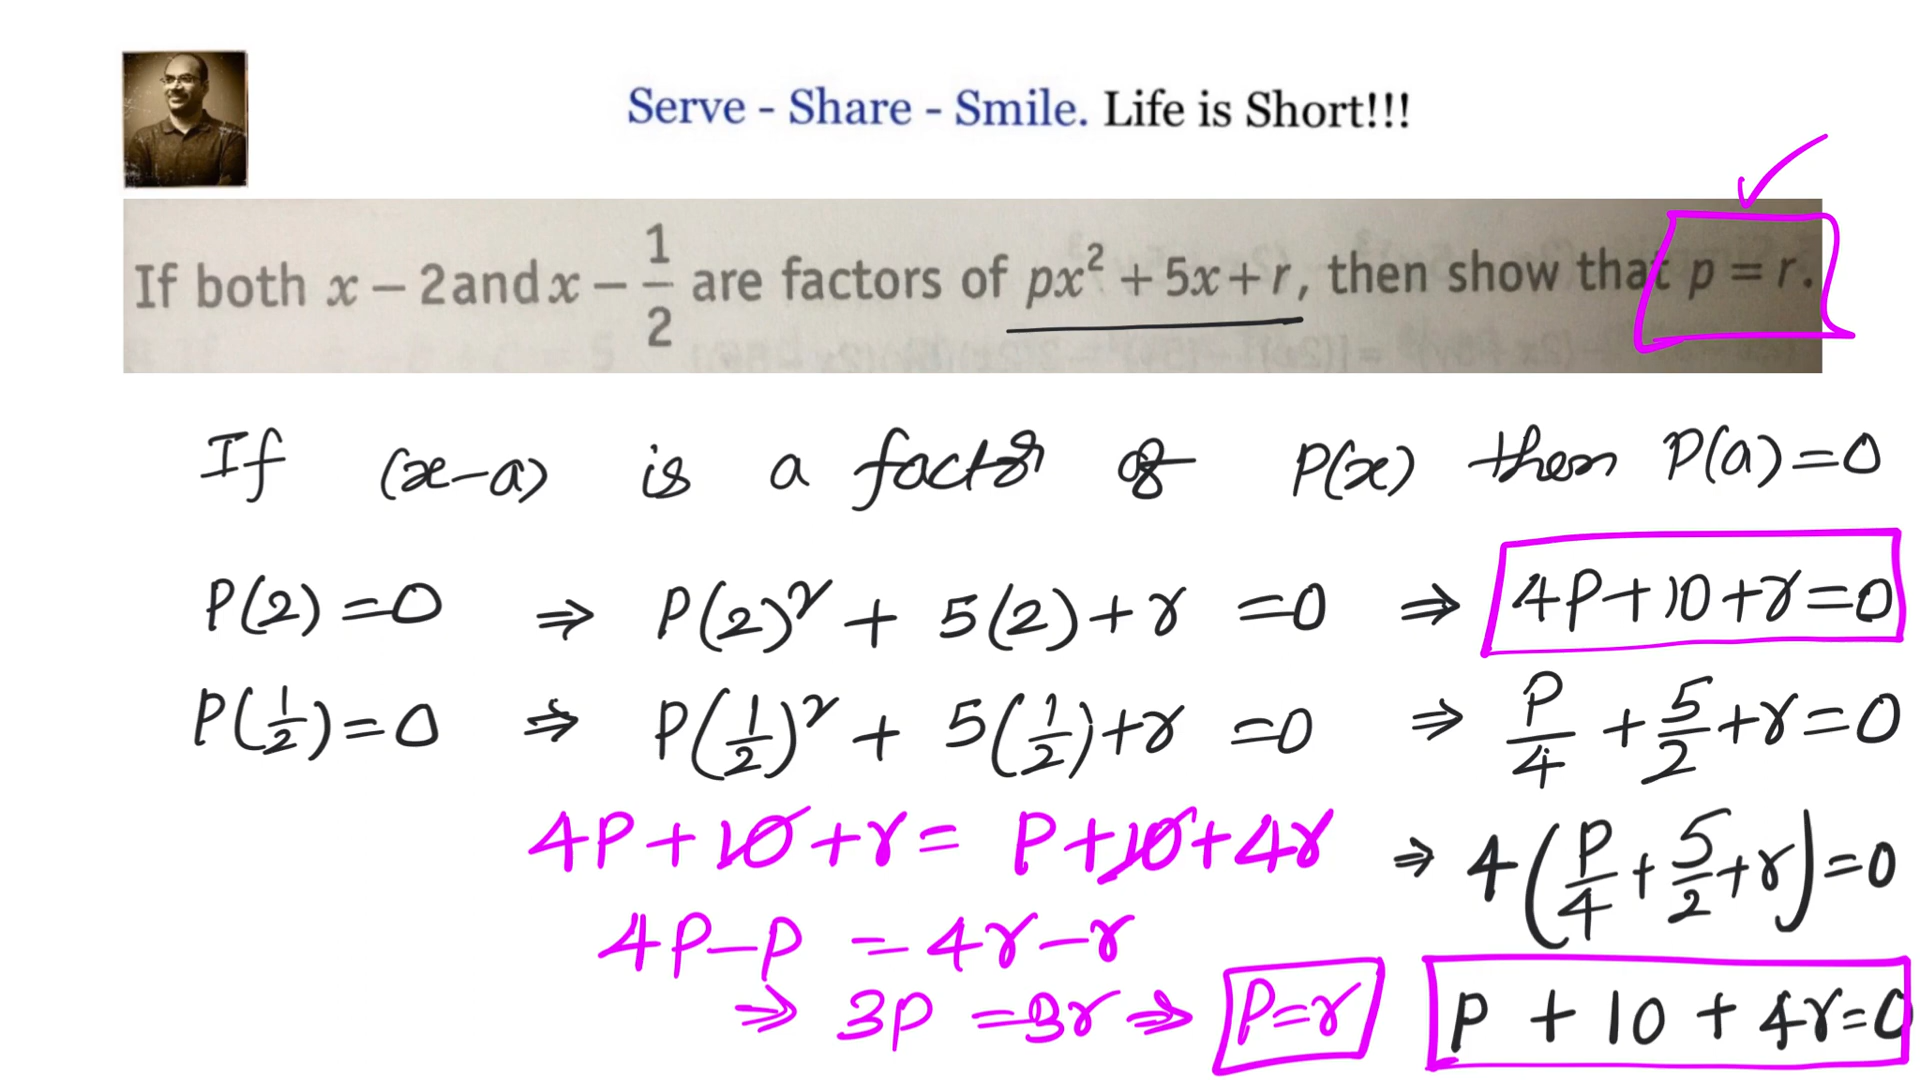 Serve - Share - Smile. Life is Short!!!
If both x − 2 and x − 1/2 are factors of px² + 5x + r, then show that p = r.
If (x-a) is a factor of P(x) then P(a)=0
P(2)=0 ⇒ P(2)² + 5(2)+r =0 ⇒ 4P+10+r=0
P(1/2)=0 ⇒ P(1/2)² + 5(1/2)+r =0 ⇒ P/4 + 5/2 + r = 0
4P+10+r = P+10+4r ⇒ 4(P/4 + 5/2 + r)=0
4P-P = 4r-r
⇒ 3P = 3r ⇒ P=r P + 10 + 4r=0